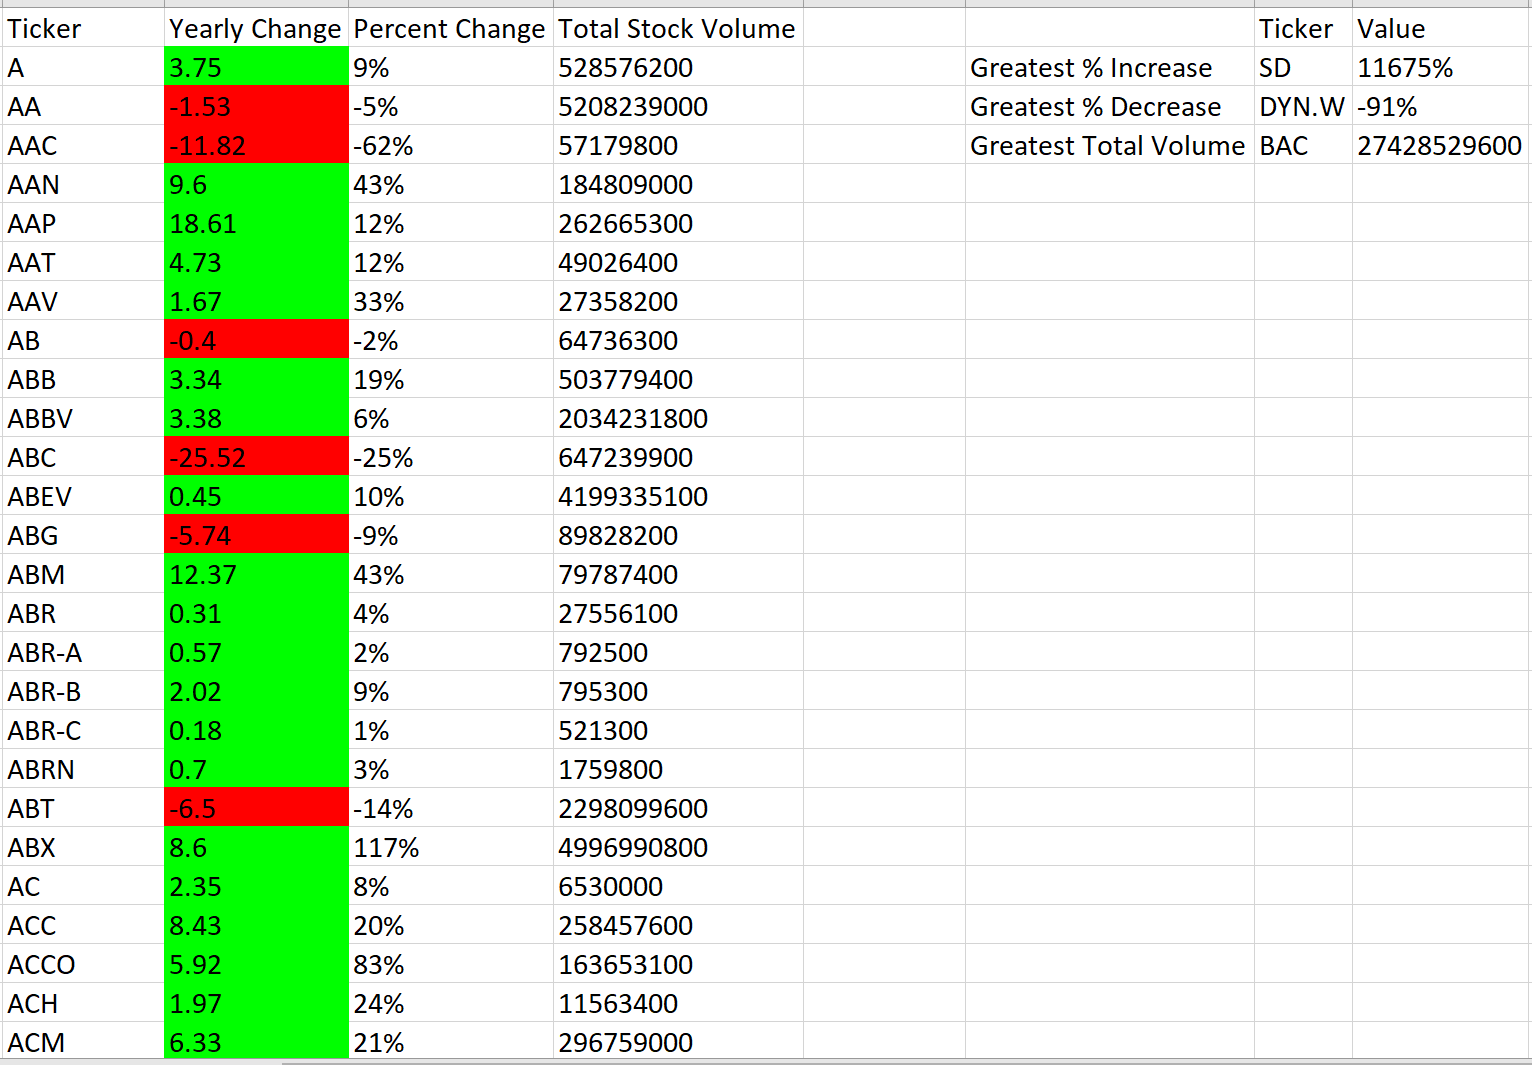 Ticker Yearly Change Percent Change Total Stock Volume Ticker Value
A 3.75 9% 528576200 Greatest % Increase SD 11675%
AA -1.53 -5% 5208239000 Greatest % Decrease DYN.W -91%
AAC -11.82 -62% 57179800 Greatest Total Volume BAC 27428529600
AAN 9.6 43% 184809000
AAP 18.61 12% 262665300
AAT 4.73 12% 49026400
AAV 1.67 33% 27358200
AB -0.4 -2% 64736300
ABB 3.34 19% 503779400
ABBV 3.38 6% 2034231800
ABC -25.52 -25% 647239900
ABEV 0.45 10% 4199335100
ABG -5.74 -9% 89828200
ABM 12.37 43% 79787400
ABR 0.31 4% 27556100
ABR-A 0.57 2% 792500
ABR-B 2.02 9% 795300
ABR-C 0.18 1% 521300
ABRN 0.7 3% 1759800
ABT -6.5 -14% 2298099600
ABX 8.6 117% 4996990800
AC 2.35 8% 6530000
ACC 8.43 20% 258457600
ACCO 5.92 83% 163653100
ACH 1.97 24% 11563400
ACM 6.33 21% 296759000